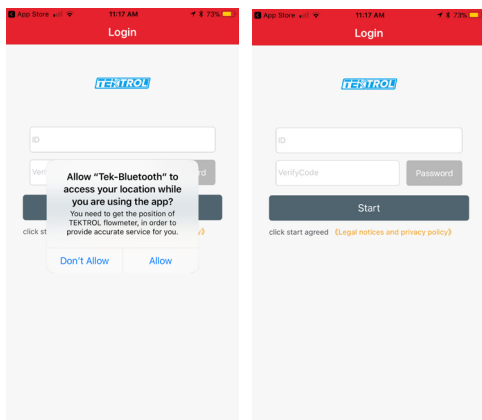 App Store 11:17 AM 73%
Login
TEKTROL
ID
Veri
rd
Allow "Tek-Bluetooth" to
access your location while
you are using the app?
You need to get the position of
TEKTROL flowmeter, in order to
provide accurate service for you.
click st
y》
Don't Allow Allow
App Store 11:17 AM 73%
Login
TEKTROL
ID
VerifyCode Password
Start
click start agreed 《Legal notices and privacy policy》